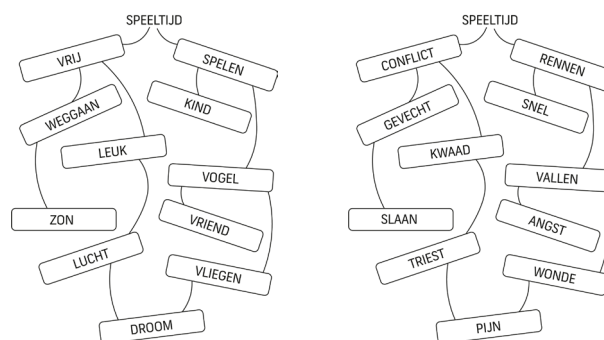 SPEELTIJD
VRIJ
SPELEN
WEGGAAN
KIND
LEUK
VOGEL
ZON
VRIEND
LUCHT
VLIEGEN
DROOM
SPEELTIJD
CONFLICT
RENNEN
GEVECHT
SNEL
KWAAD
VALLEN
SLAAN
ANGST
TRIEST
WONDE
PIJN